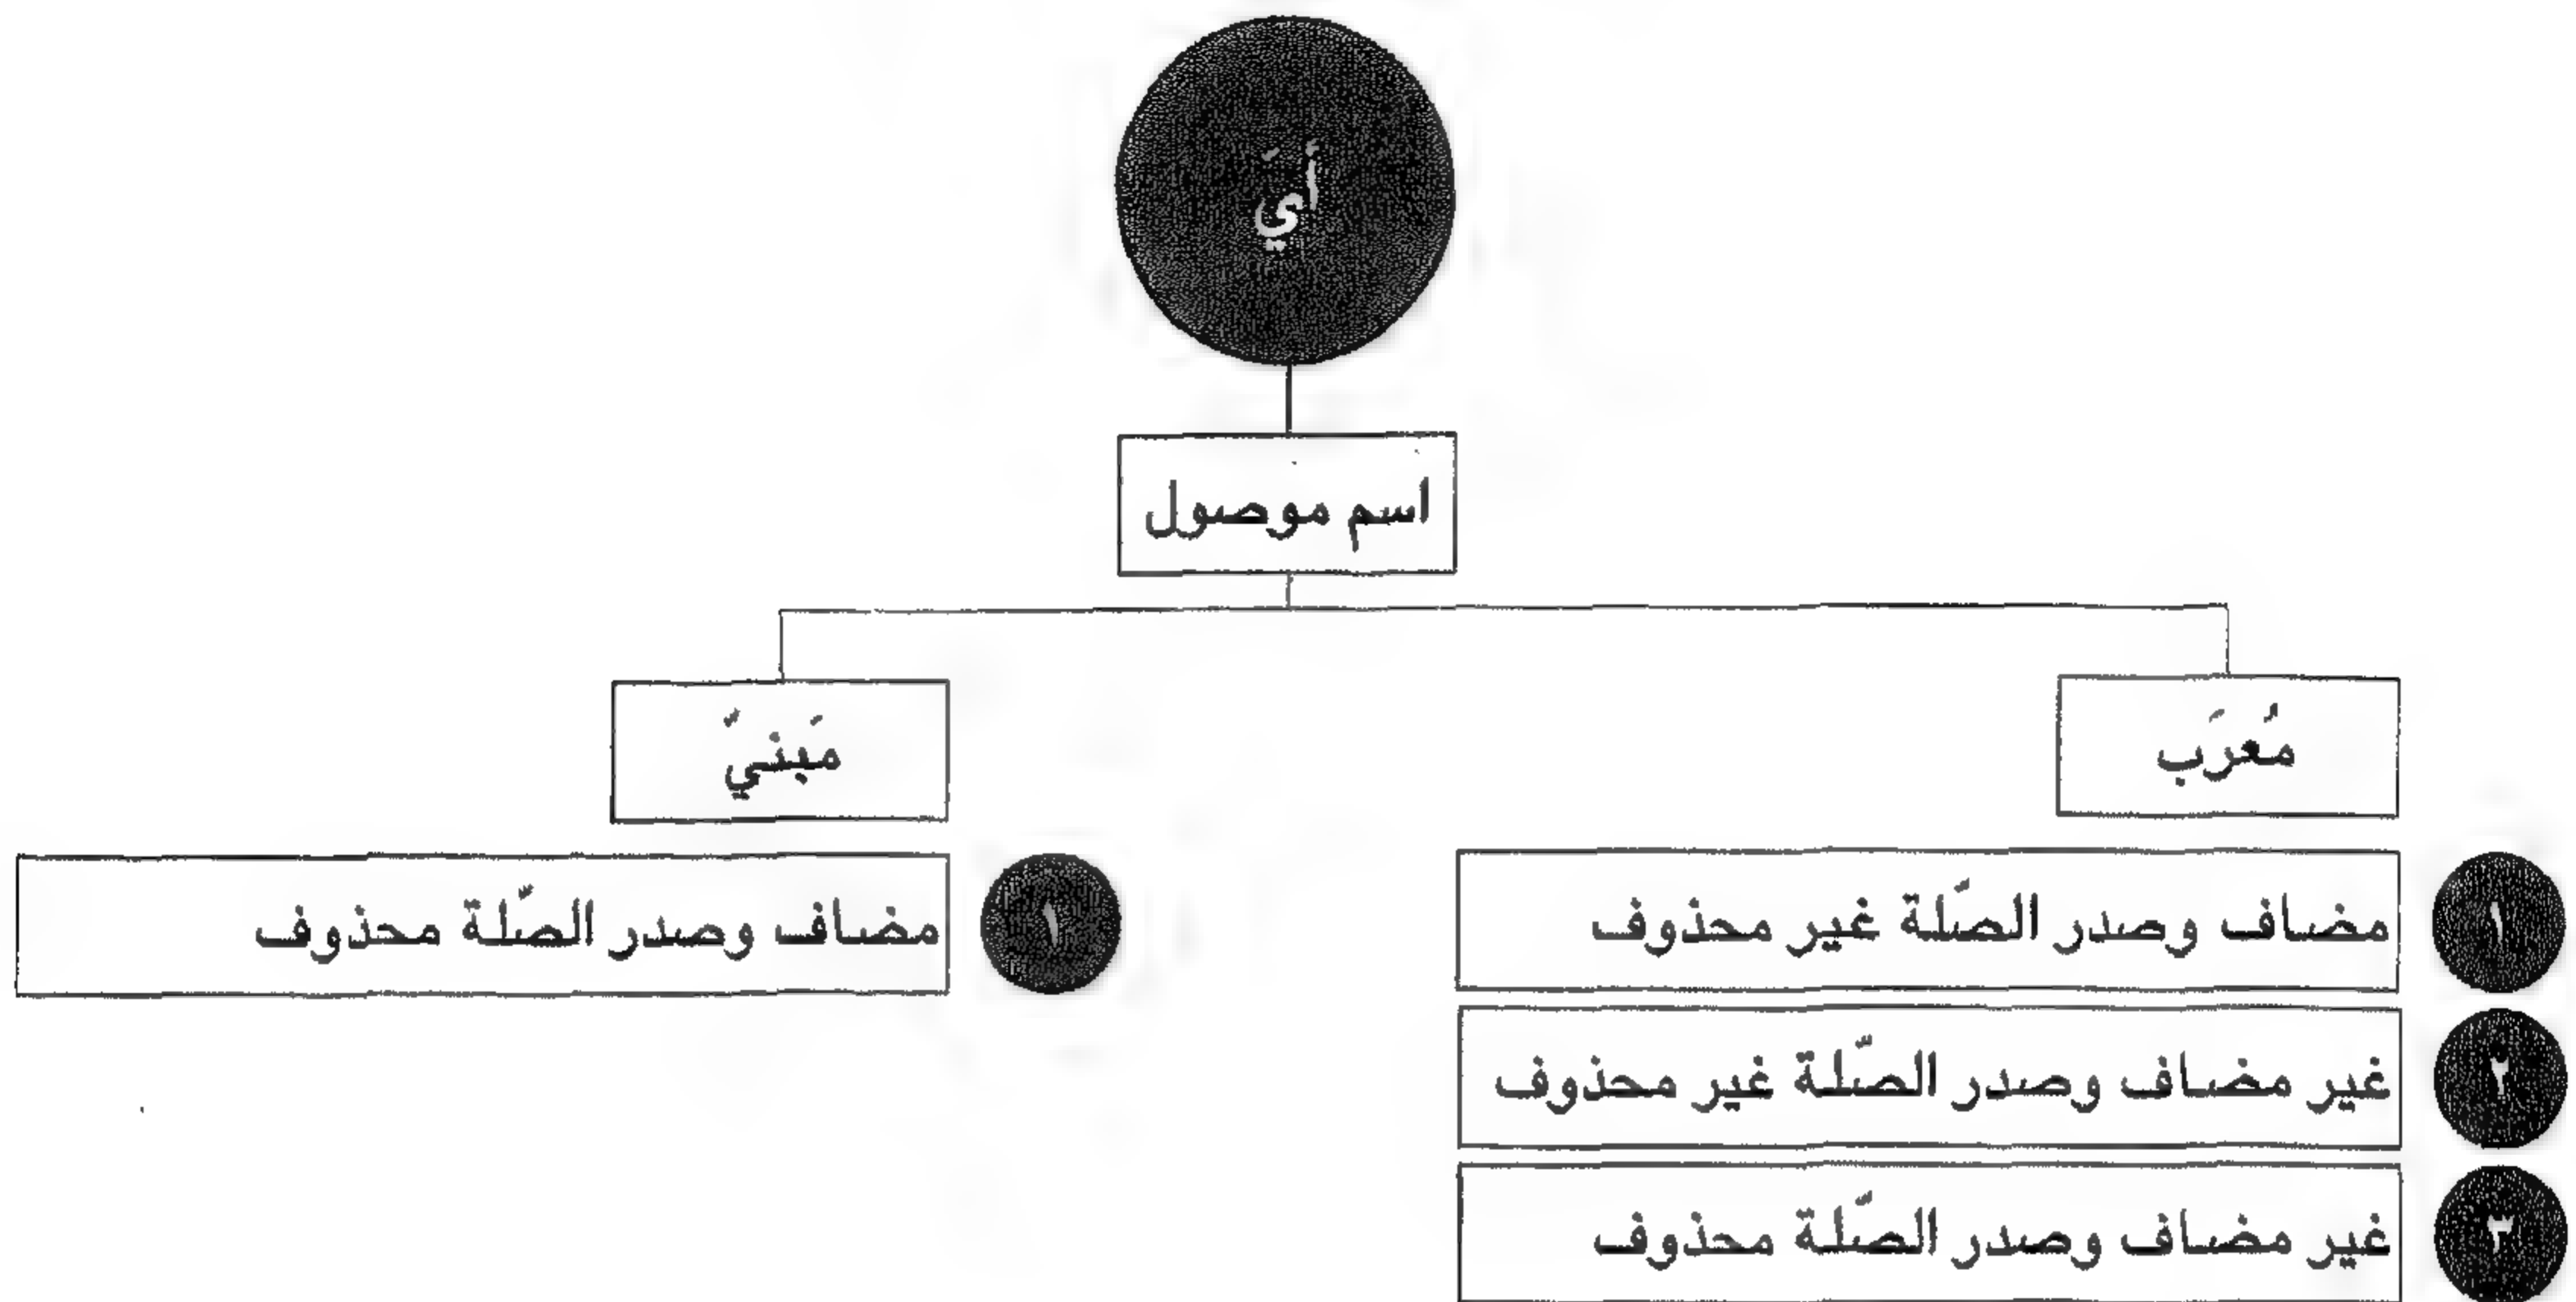 أيّ
اسم موصول
مُعرَب
١ مضاف وصدر الصّلة غير محذوف
٢ غير مضاف وصدر الصّلة غير محذوف
٣ غير مضاف وصدر الصّلة محذوف
مَبنيّ
١ مضاف وصدر الصّلة محذوف